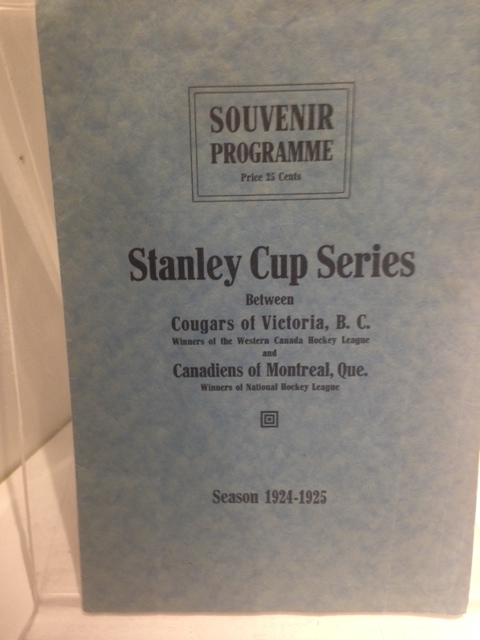 SOUVENIR
PROGRAMME
Price 25 Cents
Stanley Cup Series
Between
Cougars of Victoria, B. C.
Winners of the Western Canada Hockey League
and
Canadiens of Montreal, Que.
Winners of National Hockey League
Season 1924-1925